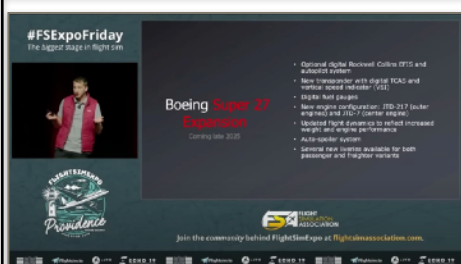 #FSExpoFriday
The biggest stage in flight sim
Boeing Super 27
Expansion
Coming late 2025
• Optional digital Rockwell Collins EFIS and
autopilot system
• New transponder with digital TCAS and
vertical speed indicator (VSI)
• Digital fuel gauges
• New engine configuration: JTD-217 (outer
engines) and JTD-7 (center engine)
• Updated flight dynamics to reflect increased
weight and engine performance
• Auto-spoiler system
• Several new liveries available for both
passenger and freighter variants
FLIGHTSIMEXPO
Providence
FLIGHT
SIMULATION
ASSOCIATION
Join the community behind FlightSimExpo at flightsimassociation.com.